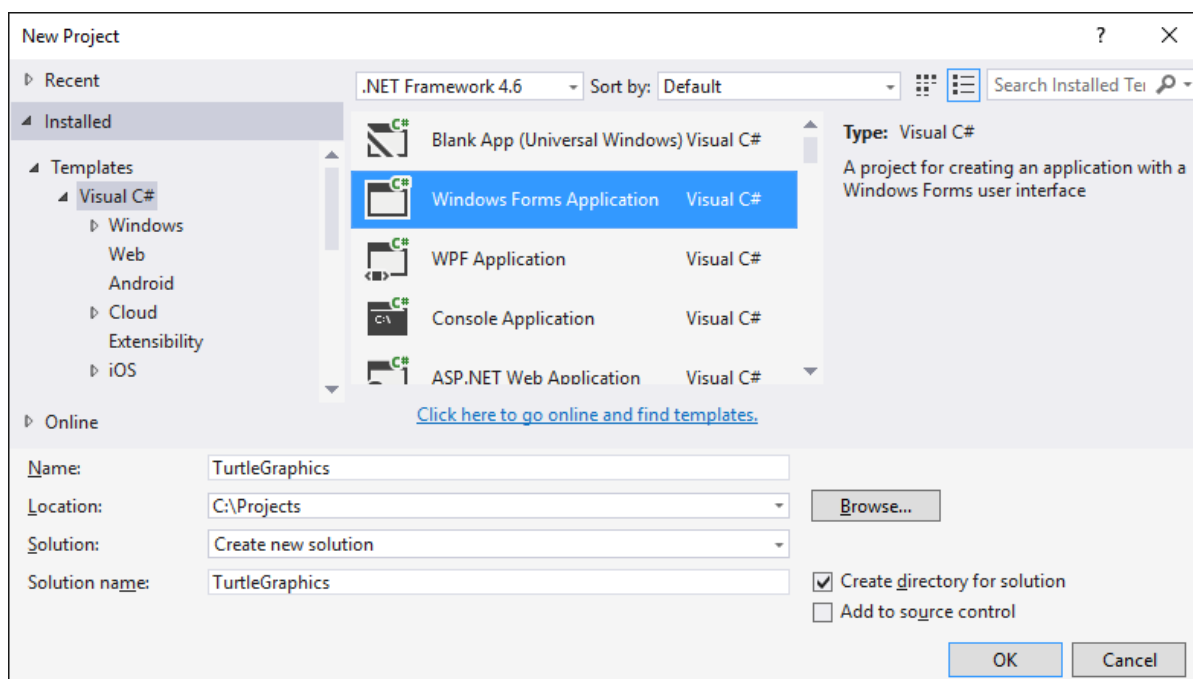 New Project
?
Recent
.NET Framework 4.6
Sort by:
Default
Search Installed Te
Installed
Templates
Visual C#
Windows
Web
Android
Cloud
Extensibility
iOS
Online
C#
Blank App (Universal Windows) Visual C#
C#
Windows Forms Application Visual C#
C#
WPF Application Visual C#
C#
C:\
Console Application Visual C#
C#
ASP.NET Web Application Visual C#
Click here to go online and find templates.
Type: Visual C#
A project for creating an application with a
Windows Forms user interface
Name: TurtleGraphics
Location: C:\Projects
Browse...
Solution: Create new solution
Solution name: TurtleGraphics
Create directory for solution
Add to source control
OK
Cancel